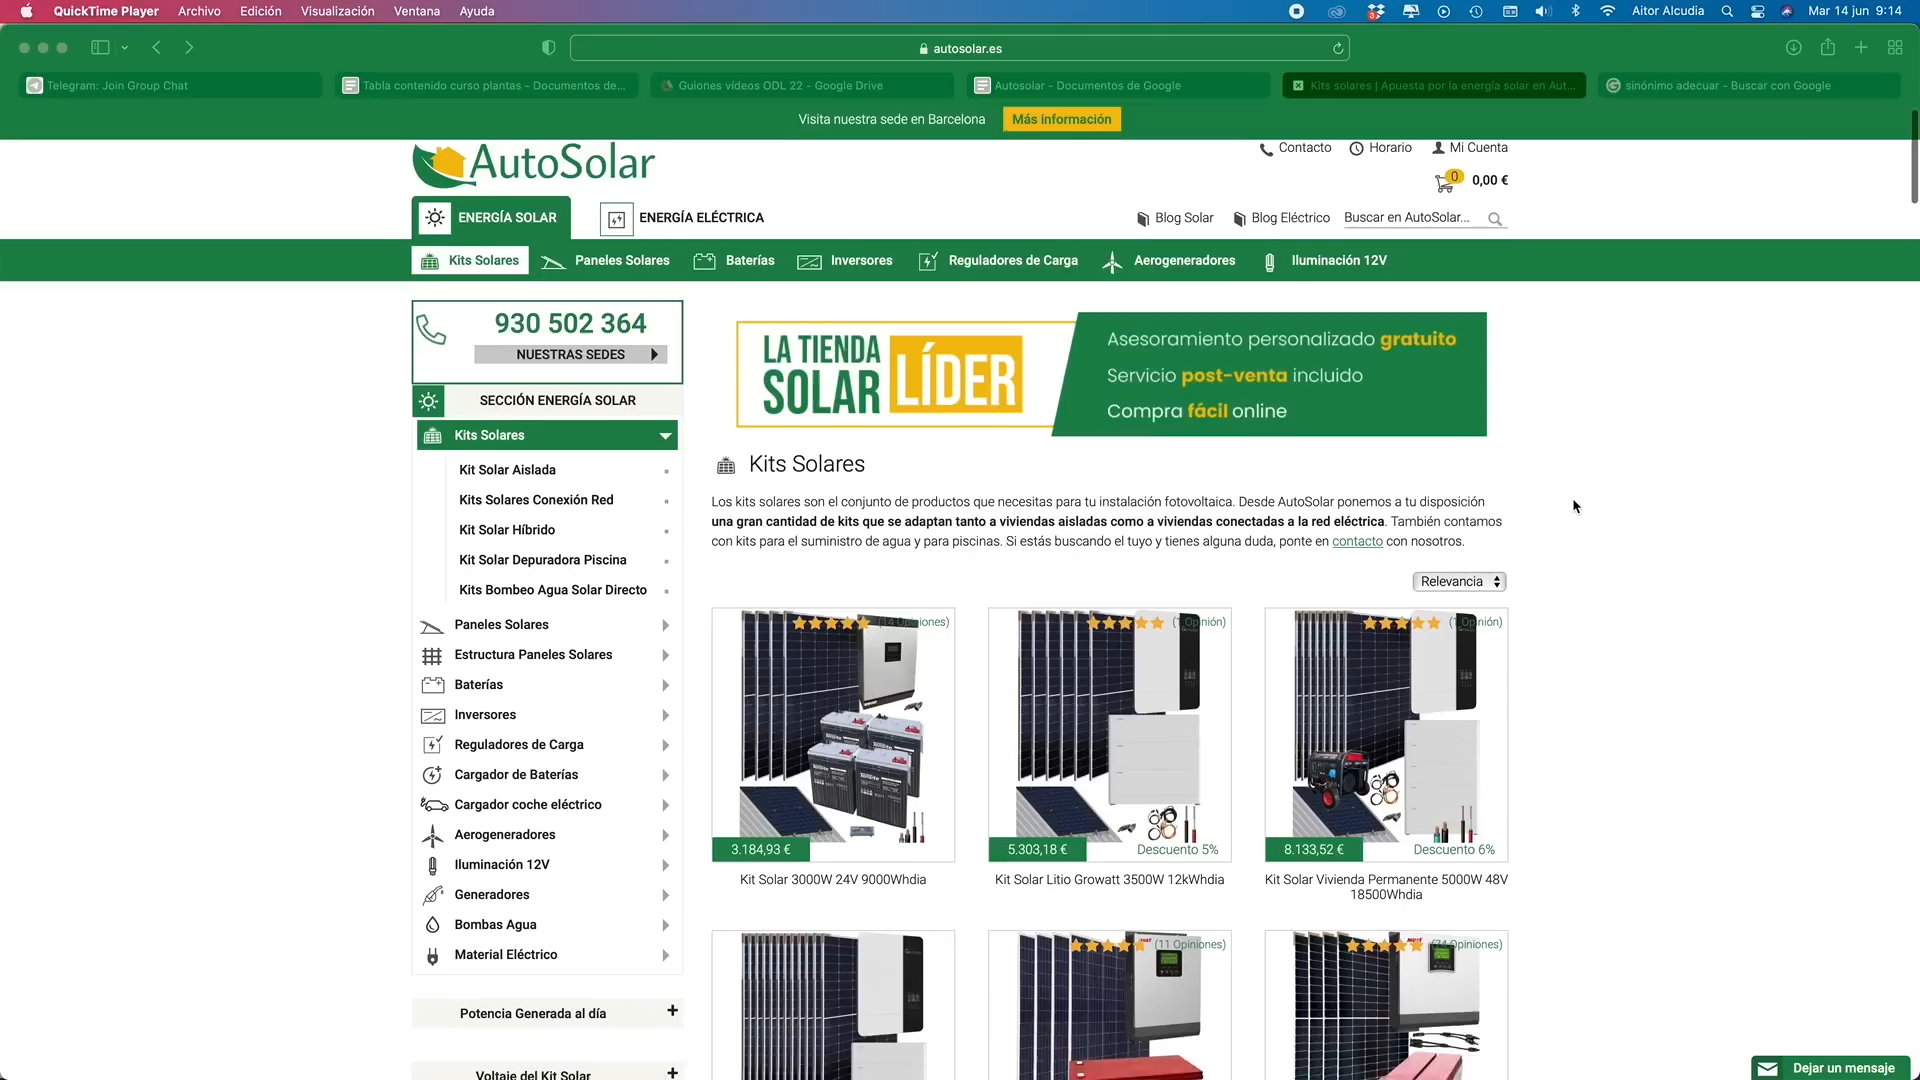 QuickTime Player Archivo Edición Visualización Ventana Ayuda
3 Aitor Alcudia Mar 14 jun 9:14
autosolar.es
Telegram: Join Group Chat
Tabla contenido curso plantas - Documentos de...
Guiones vídeos ODL 22 - Google Drive
Autosolar - Documentos de Google
Kits solares | Apuesta por la energía solar en Aut...
sinónimo adecuar - Buscar con Google
Visita nuestra sede en Barcelona Más información
AutoSolar
Contacto Horario Mi Cuenta
0 0,00 €
ENERGÍA SOLAR ENERGÍA ELÉCTRICA
Blog Solar Blog Eléctrico Buscar en AutoSolar...
Kits Solares Paneles Solares Baterías Inversores Reguladores de Carga Aerogeneradores Iluminación 12V
930 502 364
NUESTRAS SEDES
SECCIÓN ENERGÍA SOLAR
Kits Solares
Kit Solar Aislada
Kits Solares Conexión Red
Kit Solar Híbrido
Kit Solar Depuradora Piscina
Kits Bombeo Agua Solar Directo
Paneles Solares
Estructura Paneles Solares
Baterías
Inversores
Reguladores de Carga
Cargador de Baterías
Cargador coche eléctrico
Aerogeneradores
Iluminación 12V
Generadores
Bombas Agua
Material Eléctrico
Potencia Generada al día +
Voltaje del Kit Solar +
LA TIENDA
SOLAR LÍDER
Asesoramiento personalizado gratuito
Servicio post-venta incluido
Compra fácil online
Kits Solares
Los kits solares son el conjunto de productos que necesitas para tu instalación fotovoltaica. Desde AutoSolar ponemos a tu disposición
una gran cantidad de kits que se adaptan tanto a viviendas aisladas como a viviendas conectadas a la red eléctrica. También contamos
con kits para el suministro de agua y para piscinas. Si estás buscando el tuyo y tienes alguna duda, ponte en contacto con nosotros.
Relevancia
(14 Opiniones)
3.184,93 €
Kit Solar 3000W 24V 9000Whdia
(1 Opinión)
5.303,18 € Descuento 5%
Kit Solar Litio Growatt 3500W 12kWhdia
(1 Opinión)
8.133,52 € Descuento 6%
Kit Solar Vivienda Permanente 5000W 48V
18500Whdia
(11 Opiniones)
(74 Opiniones)
Dejar un mensaje